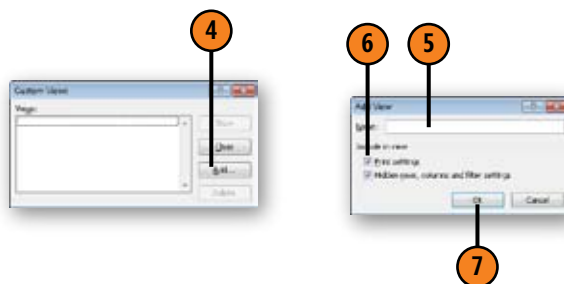 4
6
5
Custom Views
Views:
Show
Close
Add...
Delete
Add View
Name:
Include in view
Print settings
Hidden rows, columns and filter settings
OK
Cancel
7